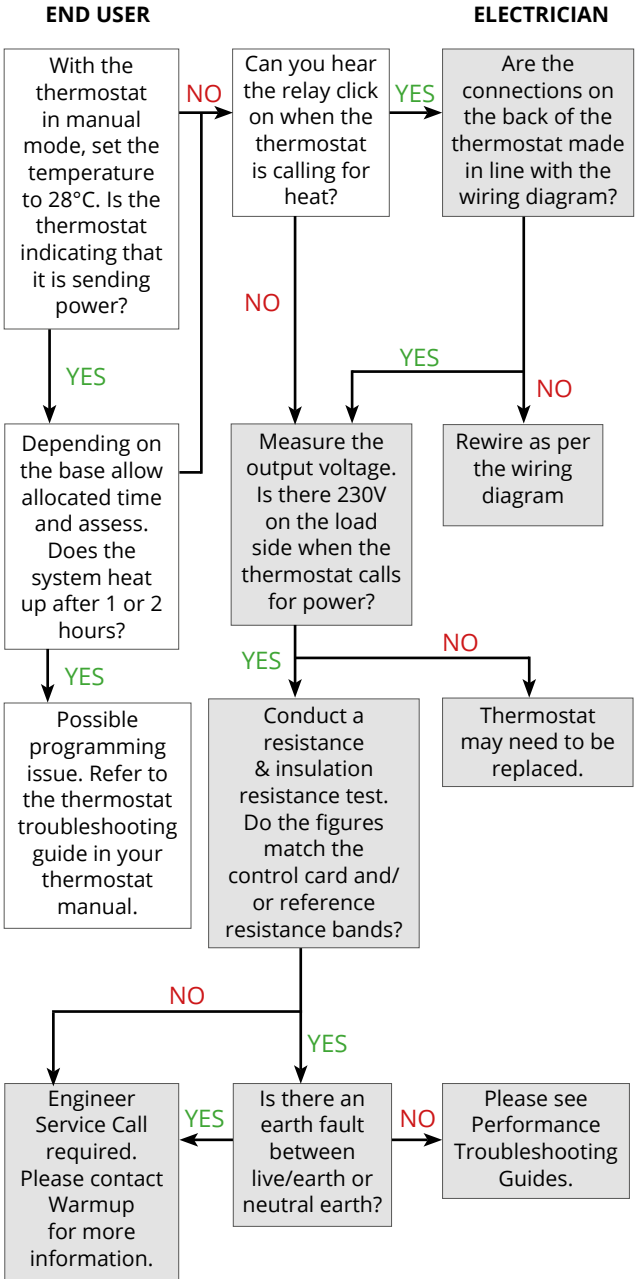 END USER
ELECTRICIAN
With the
thermostat
in manual
mode, set the
temperature
to 28°C. Is the
thermostat
indicating that
it is sending
power?
NO
Can you hear
the relay click
on when the
thermostat
is calling for
heat?
YES
Are the
connections on
the back of the
thermostat made
in line with the
wiring diagram?
YES
NO
YES
NO
Depending on
the base allow
allocated time
and assess.
Does the
system heat
up after 1 or 2
hours?
Measure the
output voltage.
Is there 230V
on the load
side when the
thermostat calls
for power?
Rewire as per
the wiring
diagram
YES
YES
NO
Possible
programming
issue. Refer to
the thermostat
troubleshooting
guide in your
thermostat
manual.
Conduct a
resistance
& insulation
resistance test.
Do the figures
match the
control card and/
or reference
resistance bands?
Thermostat
may need to be
replaced.
NO
YES
Engineer
Service Call
required.
Please contact
Warmup
for more
information.
YES
Is there an
earth fault
between
live/earth or
neutral earth?
NO
Please see
Performance
Troubleshooting
Guides.